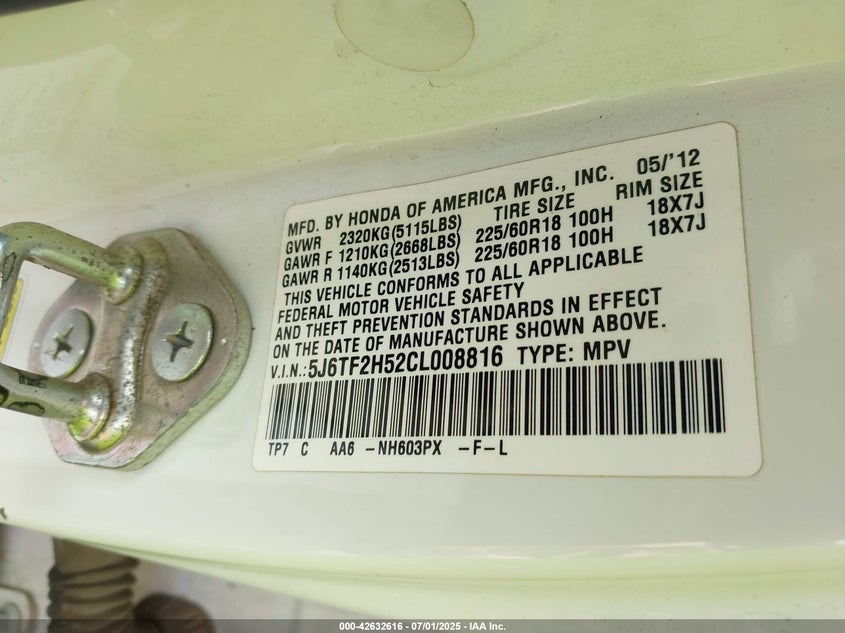 MFD. BY HONDA OF AMERICA MFG., INC. 05/'12
GVWR 2320KG(5115LBS) TIRE SIZE RIM SIZE
GAWR F 1210KG(2668LBS) 225/60R18 100H 18X7J
GAWR R 1140KG(2513LBS) 225/60R18 100H 18X7J
THIS VEHICLE CONFORMS TO ALL APPLICABLE
FEDERAL MOTOR VEHICLE SAFETY
AND THEFT PREVENTION STANDARDS IN EFFECT
ON THE DATE OF MANUFACTURE SHOWN ABOVE.
V.I.N.:5J6TF2H52CL008816 TYPE: MPV
TP7 C AA6 -NH603PX -F-L
000-42632616 - 07/01/2025 - IAA Inc.